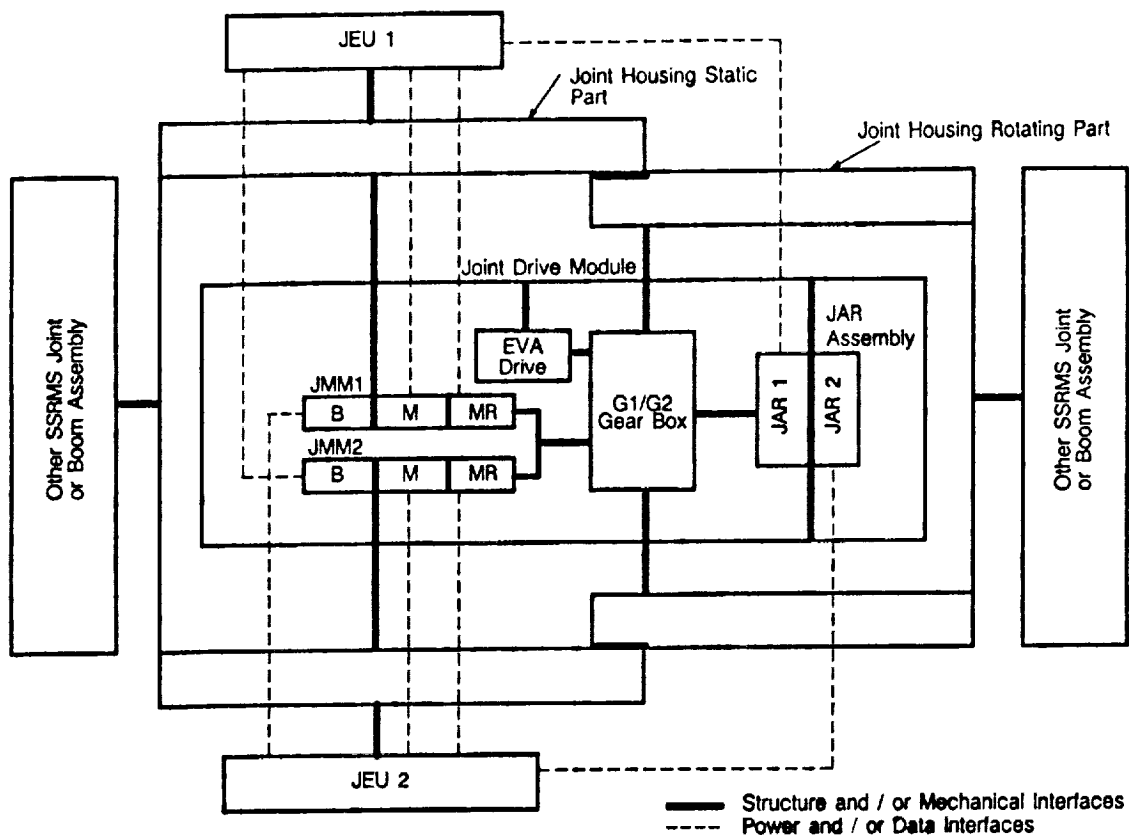 JEU 1
Joint Housing Static
Part
Joint Housing Rotating Part
Other SSRMS Joint
or Boom Assembly
Joint Drive Module
JAR
Assembly
EVA
Drive
JMM1
B M MR
G1/G2
Gear Box
JAR 1
JAR 2
JMM2
B M MR
Other SSRMS Joint
or Boom Assembly
JEU 2
Structure and / or Mechanical Interfaces
Power and / or Data Interfaces